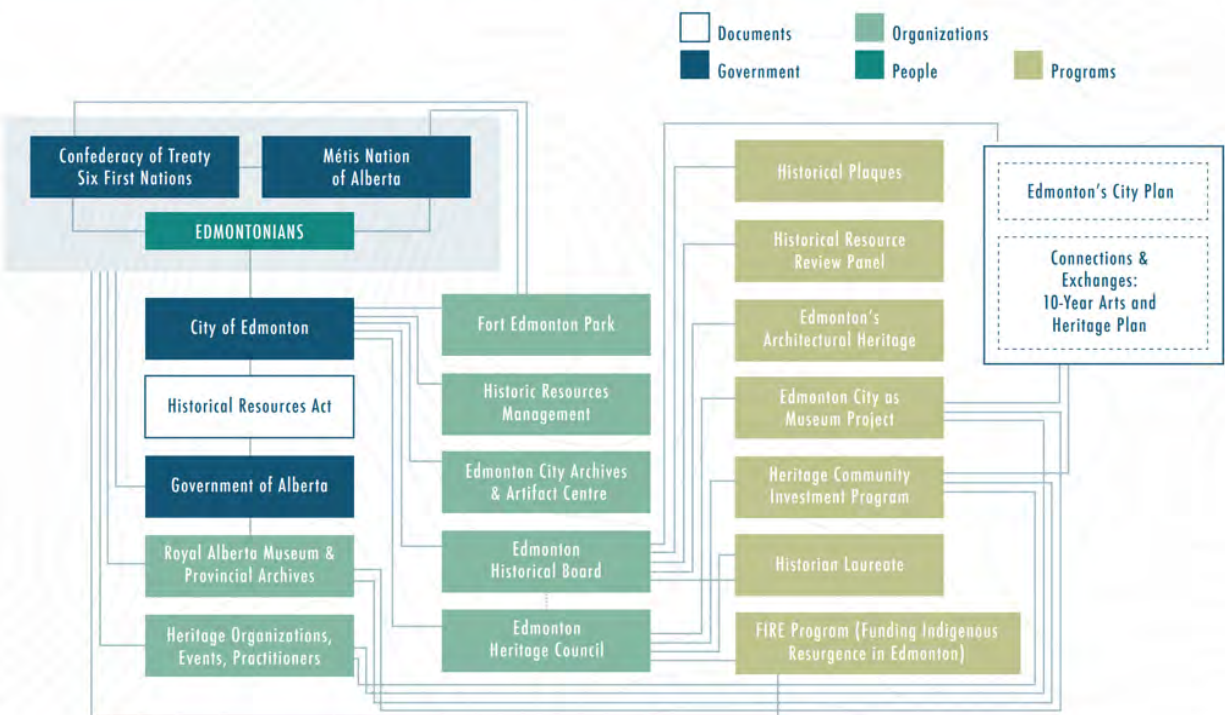 Documents
Organizations
Government
People
Programs
Confederacy of Treaty
Six First Nations
Métis Nation
of Alberta
EDMONTONIANS
City of Edmonton
Historical Resources Act
Government of Alberta
Royal Alberta Museum &
Provincial Archives
Heritage Organizations,
Events, Practitioners
Fort Edmonton Park
Historic Resources
Management
Edmonton City Archives
& Artifact Centre
Edmonton
Historical Board
Edmonton
Heritage Council
Historical Plaques
Historical Resource
Review Panel
Edmonton's
Architectural Heritage
Edmonton City as
Museum Project
Heritage Community
Investment Program
Historian Laureate
FIRE Program (Funding Indigenous
Resurgence in Edmonton)
Edmonton's City Plan
Connections &
Exchanges:
10-Year Arts and
Heritage Plan